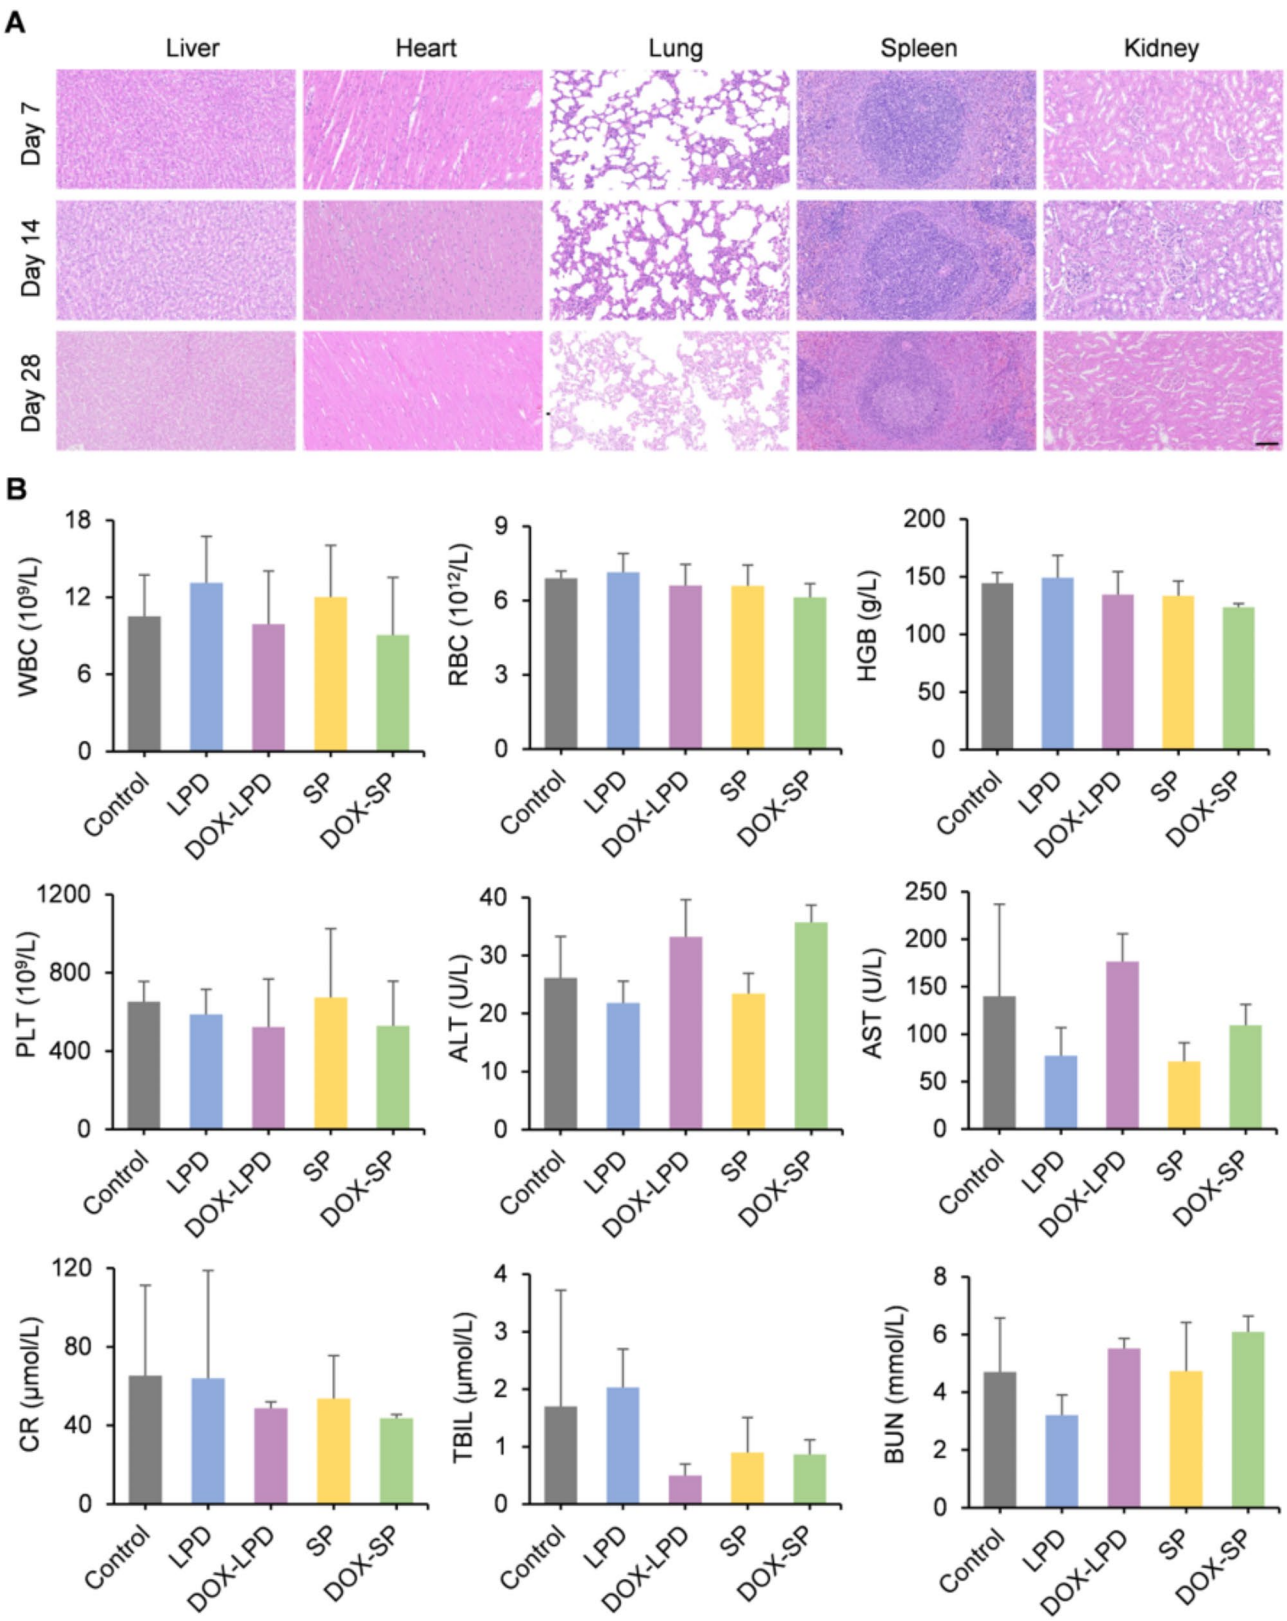 A
Liver Heart Lung Spleen Kidney
Day 7
Day 14
Day 28
B
WBC (10⁹/L)
18
12
6
0
Control LPD DOX-LPD SP DOX-SP
RBC (10¹²/L)
9
6
3
0
Control LPD DOX-LPD SP DOX-SP
HGB (g/L)
200
150
100
50
0
Control LPD DOX-LPD SP DOX-SP
PLT (10⁹/L)
1200
800
400
0
Control LPD DOX-LPD SP DOX-SP
ALT (U/L)
40
30
20
10
0
Control LPD DOX-LPD SP DOX-SP
AST (U/L)
250
200
150
100
50
0
Control LPD DOX-LPD SP DOX-SP
CR (μmol/L)
120
80
40
0
Control LPD DOX-LPD SP DOX-SP
TBIL (μmol/L)
4
3
2
1
0
Control LPD DOX-LPD SP DOX-SP
BUN (mmol/L)
8
6
4
2
0
Control LPD DOX-LPD SP DOX-SP